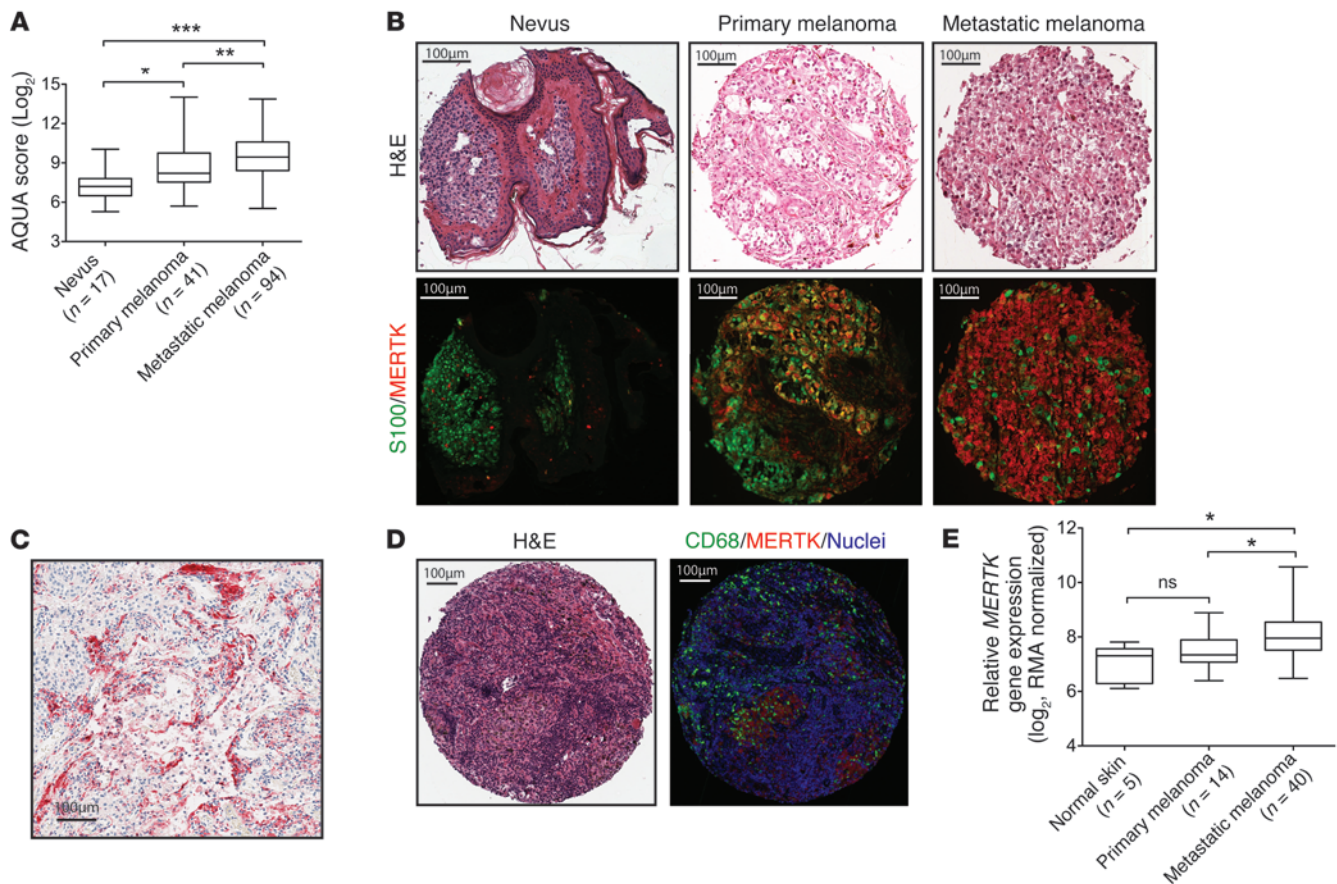 A
***
*
**
AQUA score (Log2)
15
12
9
6
3
Nevus
(n = 17)
Primary melanoma
(n = 41)
Metastatic melanoma
(n = 94)
B
Nevus
Primary melanoma
Metastatic melanoma
H&E
100µm
100µm
100µm
S100/MERTK
100µm
100µm
100µm
C
100µm
D
H&E
CD68/MERTK/Nuclei
100µm
100µm
E
*
*
ns
Relative MERTK
gene expression
(log2, RMA normalized)
12
10
8
6
4
Normal skin
(n = 5)
Primary melanoma
(n = 14)
Metastatic melanoma
(n = 40)